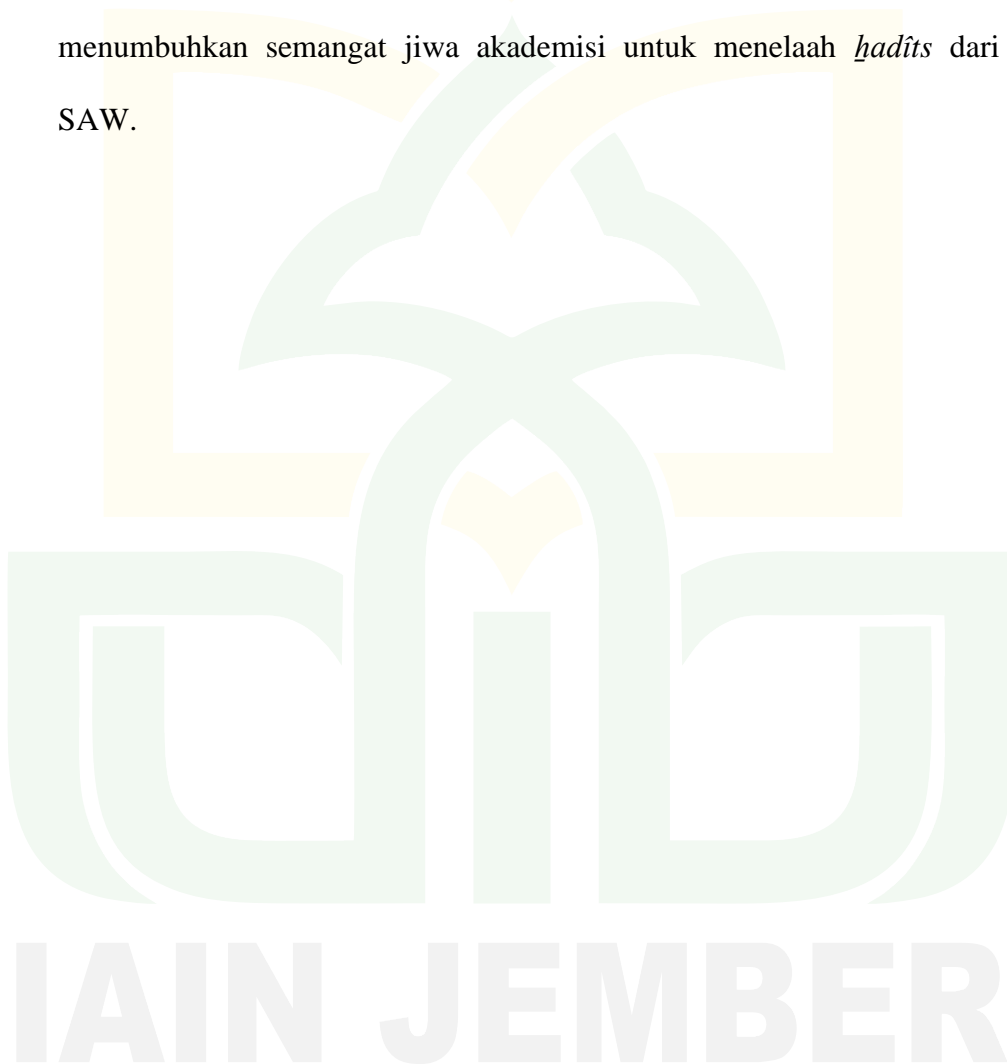 menumbuhkan semangat jiwa akademisi untuk menelaah ẖadîts dari
SAW.
IAIN JEMBER